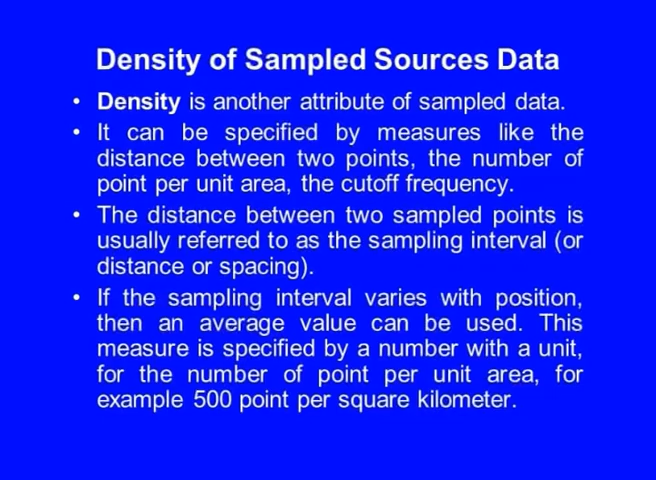 Density of Sampled Sources Data
• Density is another attribute of sampled data.
• It can be specified by measures like the
distance between two points, the number of
point per unit area, the cutoff frequency.
• The distance between two sampled points is
usually referred to as the sampling interval (or
distance or spacing).
• If the sampling interval varies with position,
then an average value can be used. This
measure is specified by a number with a unit,
for the number of point per unit area, for
example 500 point per square kilometer.